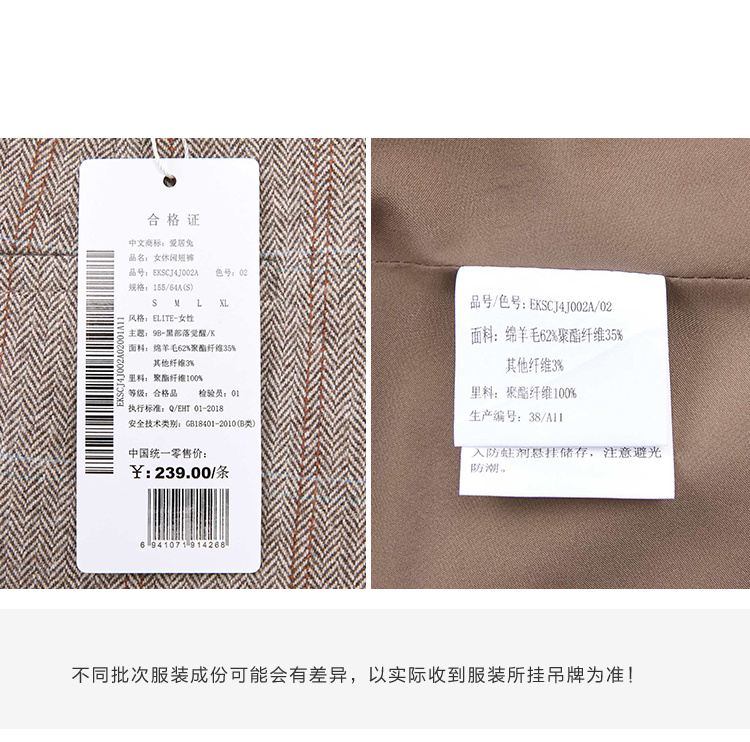 合格证
中文商标: 爱居兔
品名: 女休闲短裤
品号: EKSCJ4J002A 色号: 02
规格: 155/64A(S)
S M L XL
风格: ELITE-女性
主题: 9B-黑部落觉醒/K
面料: 绵羊毛62%聚酯纤维35%
其他纤维3%
里料: 聚酯纤维100%
等级: 合格品 检验员: 01
执行标准: Q/EHT 01-2018
安全技术类别: GB18401-2010(B类)
中国统一零售价:
¥: 239.00/条
6 941071 914268
EKSCJ4J002A02001A11
品号/色号: EKSCJ4J002A/02
面料: 绵羊毛62%聚酯纤维35%
其他纤维3%
里料: 聚酯纤维100%
生产编号: 38/A11
入防蛀剂悬挂储存, 注意避光
防潮。
不同批次服装成份可能会有差异，以实际收到服装所挂吊牌为准！